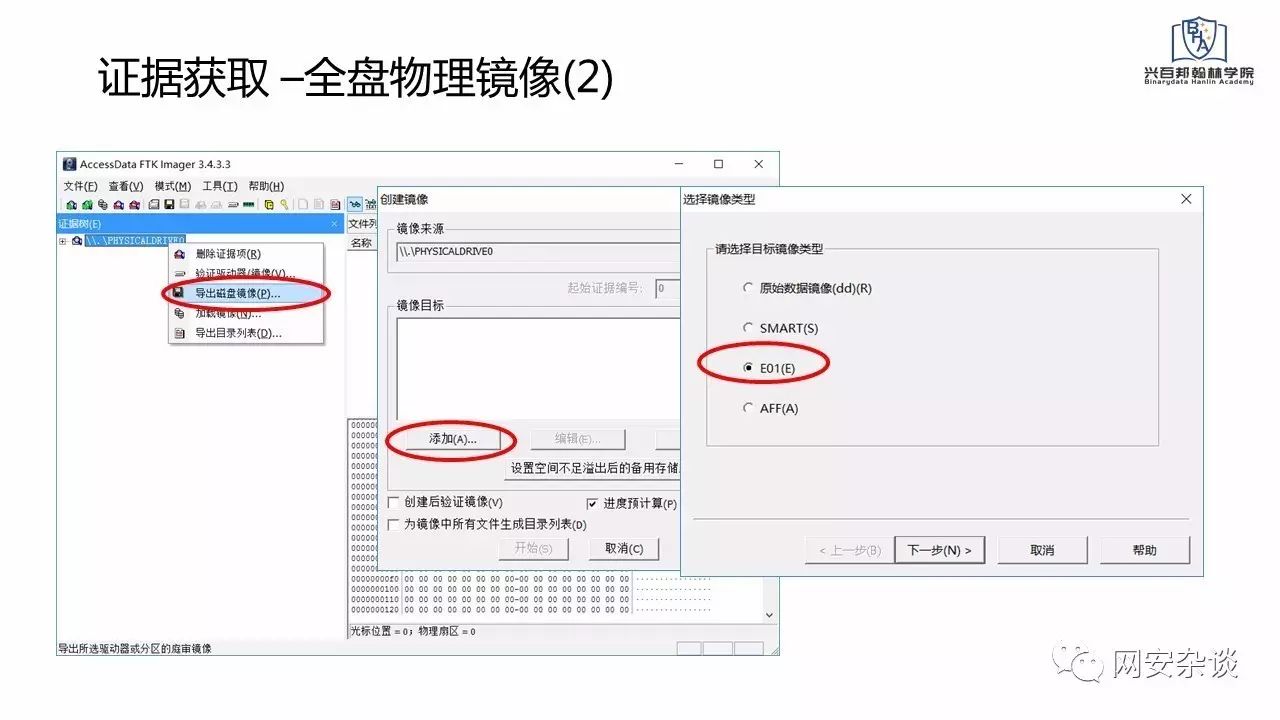 证据获取 –全盘物理镜像(2)
兴百邦翰林学院
Binarydata Hanlin Academy
AccessData FTK Imager 3.4.3.3
文件(F) 查看(V) 模式(M) 工具(T) 帮助(H)
证据树(E)
文件列
\\.\PHYSICALDRIVE0
名称
删除证据项(R)
验证驱动器/镜像(V)...
导出磁盘镜像(P)...
加载镜像(N)...
导出目录列表(D)...
创建镜像
镜像来源
\\.\PHYSICALDRIVE0
起始证据编号: 0
镜像目标
添加(A)...
编辑(E)...
设置空间不足溢出后的备用存储
创建后验证镜像(V)
进度预计算(P)
为镜像中所有文件生成目录列表(D)
开始(S)
取消(C)
选择镜像类型
请选择目标镜像类型
原始数据镜像(dd)(R)
SMART(S)
E01(E)
AFF(A)
< 上一步(B)
下一步(N) >
取消
帮助
0000000f0 00 00 00 00 00 00 00 00-00 00 00 00 00 00 00 00 ................
000000100 00 00 00 00 00 00 00 00-00 00 00 00 00 00 00 00 ................
000000110 00 00 00 00 00 00 00 00-00 00 00 00 00 00 00 00 ................
000000120 00 00 00 00 00 00 00 00-00 00 00 00 00 00 00 00 ................
光标位置 = 0; 物理扇区 = 0
导出所选驱动器或分区的庭审镜像
网安杂谈